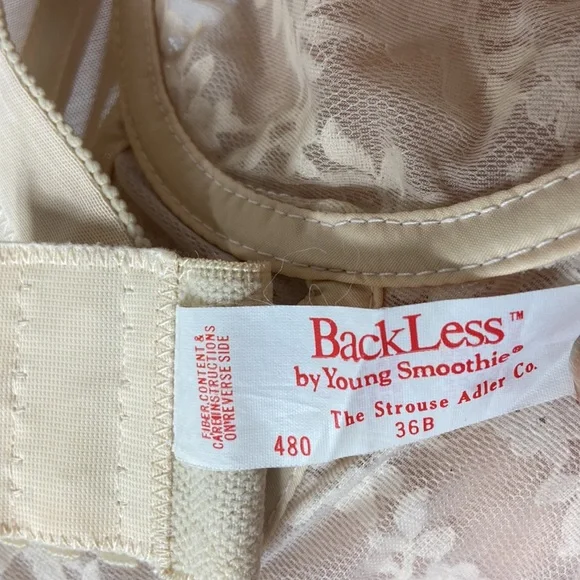 BackLess™
by Young Smoothie®
The Strouse Adler Co.
480 36B
FIBER CONTENT &
CARE INSTRUCTIONS
ON REVERSE SIDE